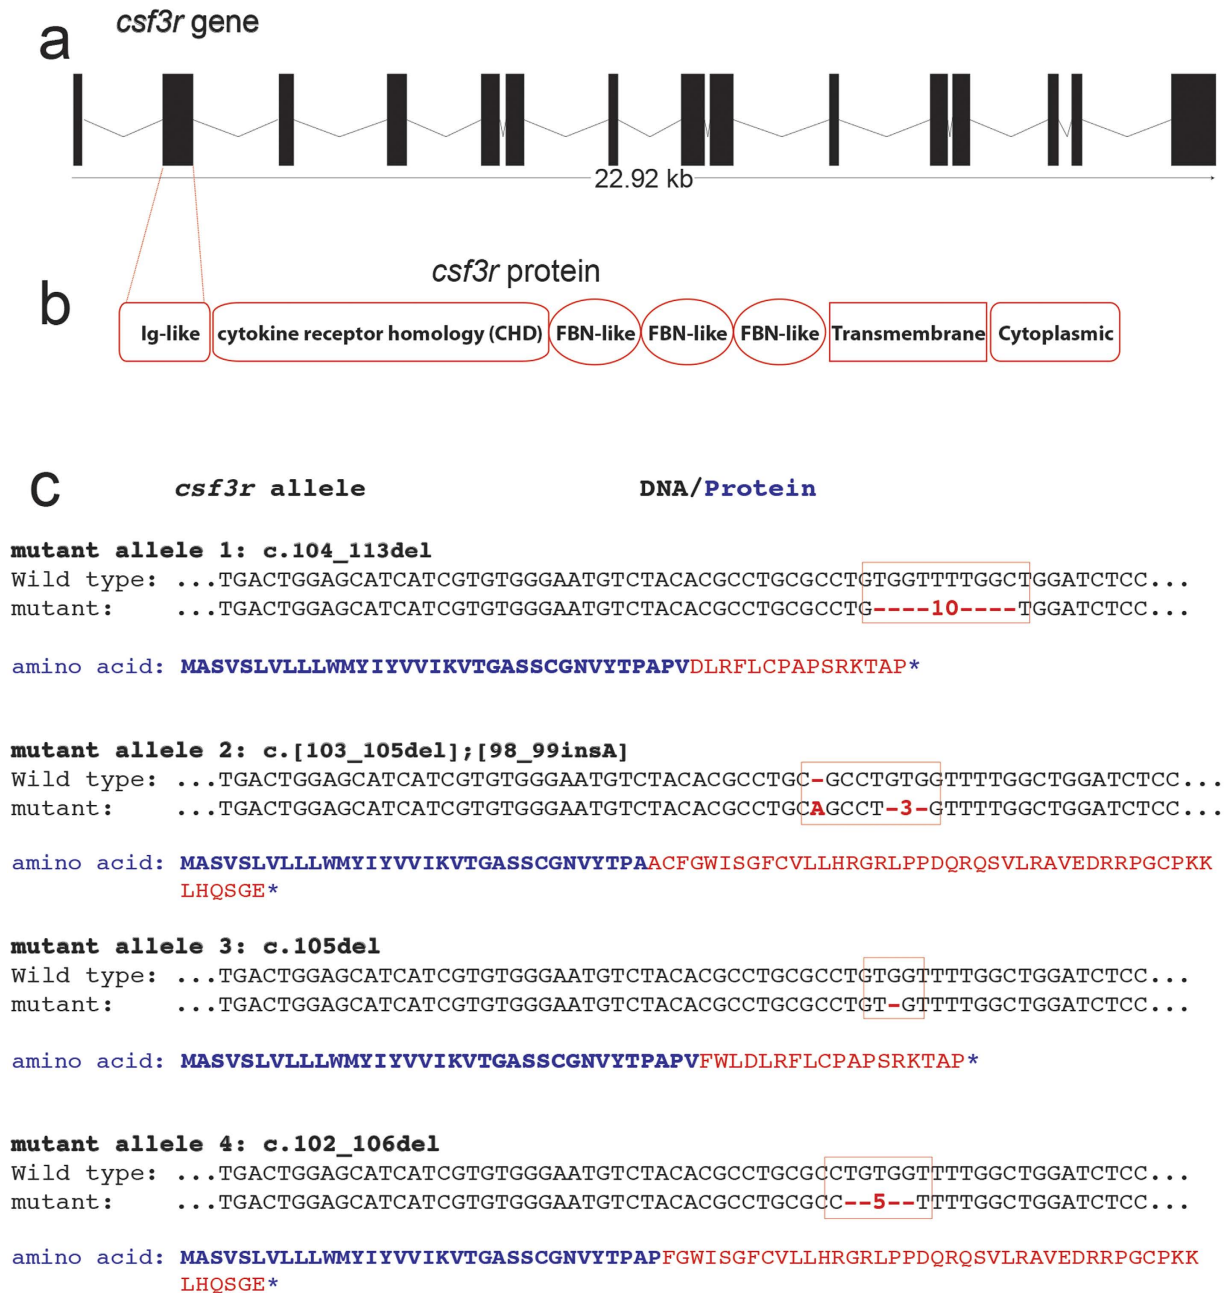 a
csf3r gene
22.92 kb
b
csf3r protein
Ig-like
cytokine receptor homology (CHD)
FBN-like
FBN-like
FBN-like
Transmembrane
Cytoplasmic
c
csf3r allele DNA/Protein
mutant allele 1: c.104_113del
Wild type: ...TGACTGGAGCATCATCGTGTGGGAATGTCTACACGCCTGCGCCTGTGGTTTTGGCTGGATCTCC...
mutant: ...TGACTGGAGCATCATCGTGTGGGAATGTCTACACGCCTGCGCCTG----10----TGGATCTCC...
amino acid: MASVSLVLLLWMYIYVVIKVTGASSCGNVYTPAPVDLRFLCPAPSRKTAP*
mutant allele 2: c.[103_105del];[98_99insA]
Wild type: ...TGACTGGAGCATCATCGTGTGGGAATGTCTACACGCCTGC-GCCTGTGGTTTTGGCTGGATCTCC...
mutant: ...TGACTGGAGCATCATCGTGTGGGAATGTCTACACGCCTGCAGCCT-3-GTTTTGGCTGGATCTCC...
amino acid: MASVSLVLLLWMYIYVVIKVTGASSCGNVYTPAACFGWISGFCVLLHRGRLPPDQRQSVLRAVEDRRPGCPKK
LHQSGE*
mutant allele 3: c.105del
Wild type: ...TGACTGGAGCATCATCGTGTGGGAATGTCTACACGCCTGCGCCTGTGGTTTTGGCTGGATCTCC...
mutant: ...TGACTGGAGCATCATCGTGTGGGAATGTCTACACGCCTGCGCCTGT-GTTTTGGCTGGATCTCC...
amino acid: MASVSLVLLLWMYIYVVIKVTGASSCGNVYTPAPVFWLDLRFLCPAPSRKTAP*
mutant allele 4: c.102_106del
Wild type: ...TGACTGGAGCATCATCGTGTGGGAATGTCTACACGCCTGCGCCTGTGGTTTTGGCTGGATCTCC...
mutant: ...TGACTGGAGCATCATCGTGTGGGAATGTCTACACGCCTGCGCC--5--TTTTGGCTGGATCTCC...
amino acid: MASVSLVLLLWMYIYVVIKVTGASSCGNVYTPAPFGWISGFCVLLHRGRLPPDQRQSVLRAVEDRRPGCPKK
LHQSGE*